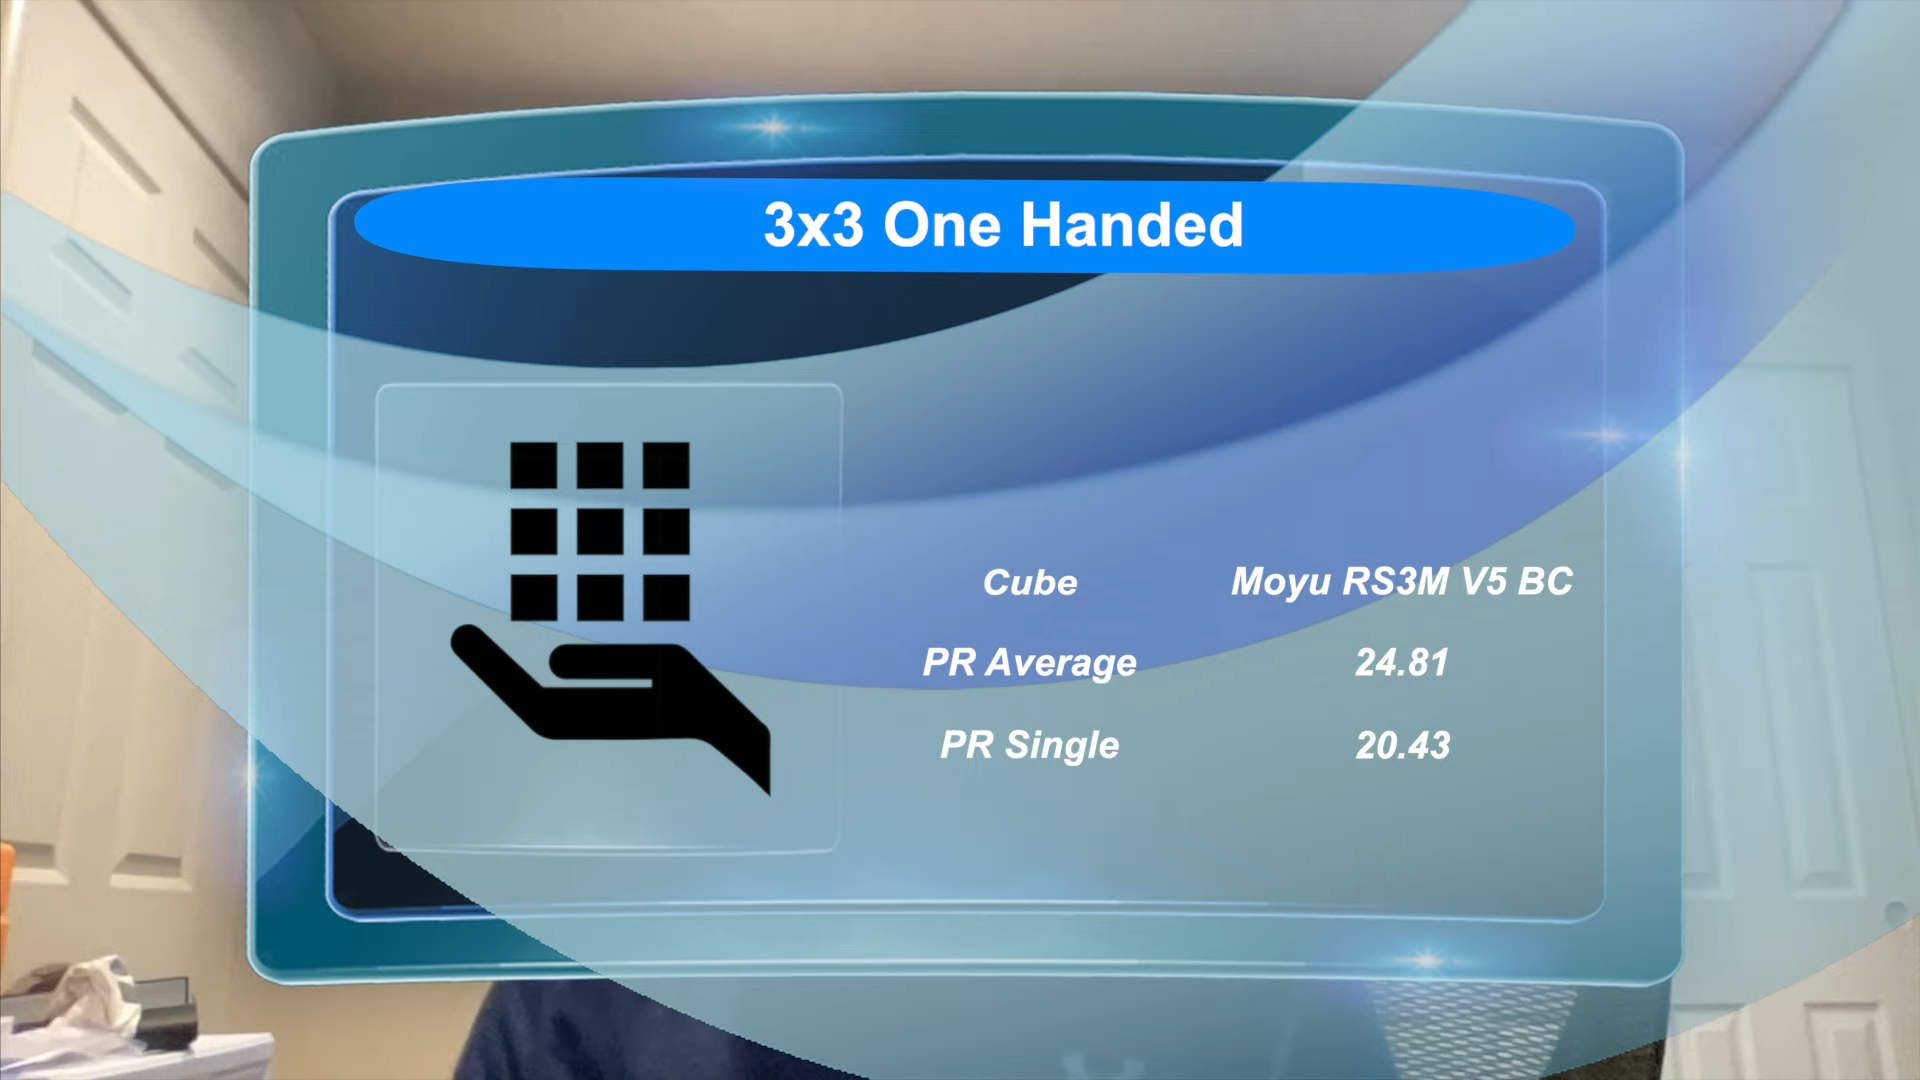 3x3 One Handed
Cube Moyu RS3M V5 BC
PR Average 24.81
PR Single 20.43